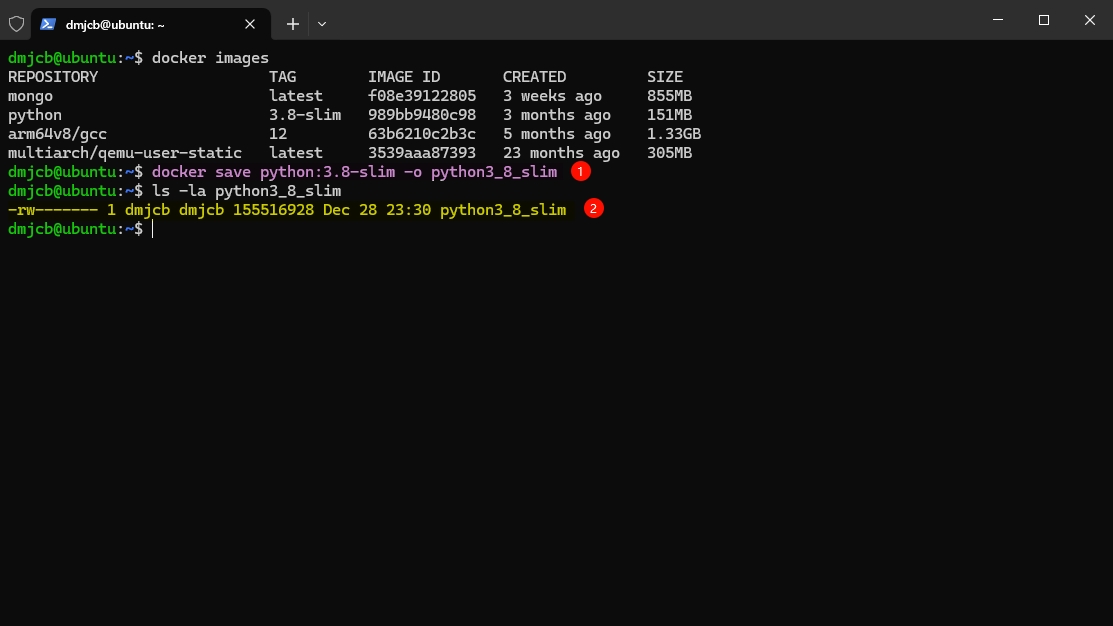 dmjcb@ubuntu: ~
dmjcb@ubuntu:~$ docker images
REPOSITORY                   TAG        IMAGE ID       CREATED         SIZE
mongo                        latest     f08e39122805   3 weeks ago     855MB
python                       3.8-slim   989bb9480c98   3 months ago    151MB
arm64v8/gcc                  12         63b6210c2b3c   5 months ago    1.33GB
multiarch/qemu-user-static   latest     3539aaa87393   23 months ago   305MB
dmjcb@ubuntu:~$ docker save python:3.8-slim -o python3_8_slim 1
dmjcb@ubuntu:~$ ls -la python3_8_slim
-rw------- 1 dmjcb dmjcb 155516928 Dec 28 23:30 python3_8_slim 2
dmjcb@ubuntu:~$